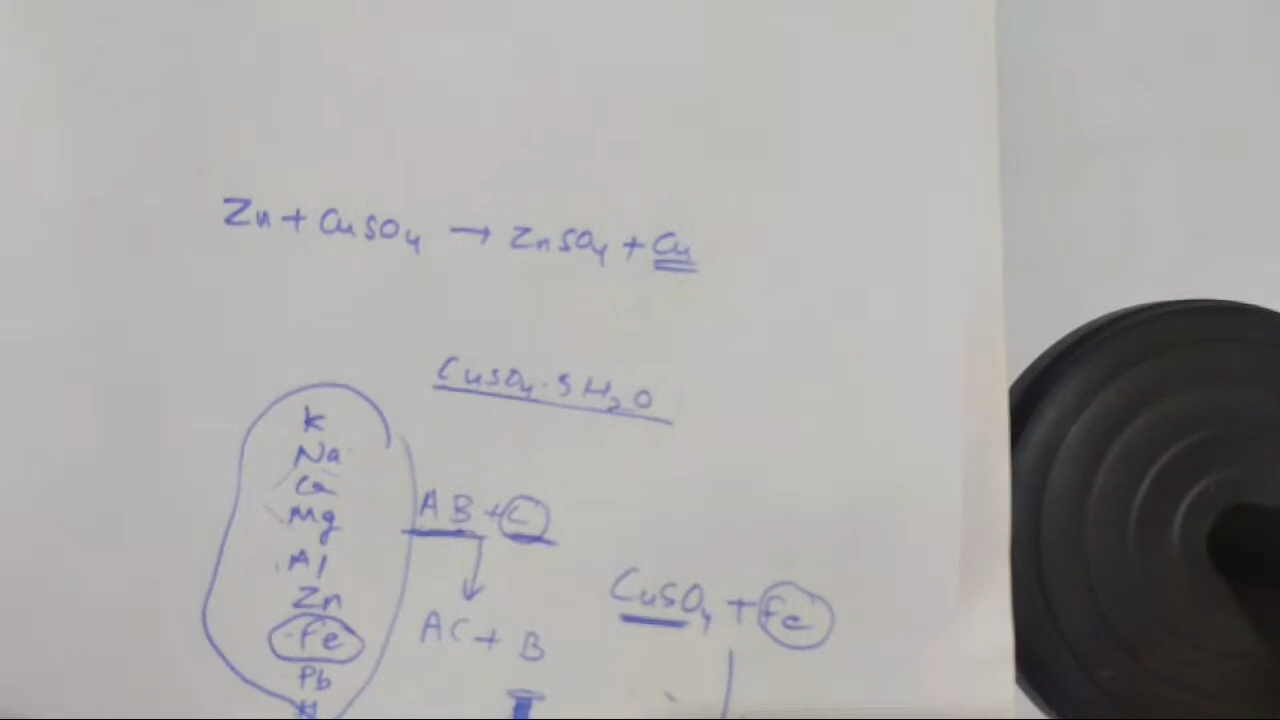 Zn + CuSO4 → ZnSO4 + Cu
CuSO4.5H2O
K
Na
Ca
Mg
Al
Zn
Fe
Pb
H
AB + C
↓
AC + B
CuSO4 + Fe